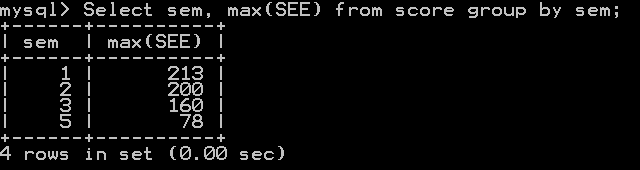 mysql> Select sem, max(SEE) from score group by sem;
+------+----------+
| sem  | max(SEE) |
+------+----------+
|    1 |      213 |
|    2 |      200 |
|    3 |      160 |
|    5 |       78 |
+------+----------+
4 rows in set (0.00 sec)